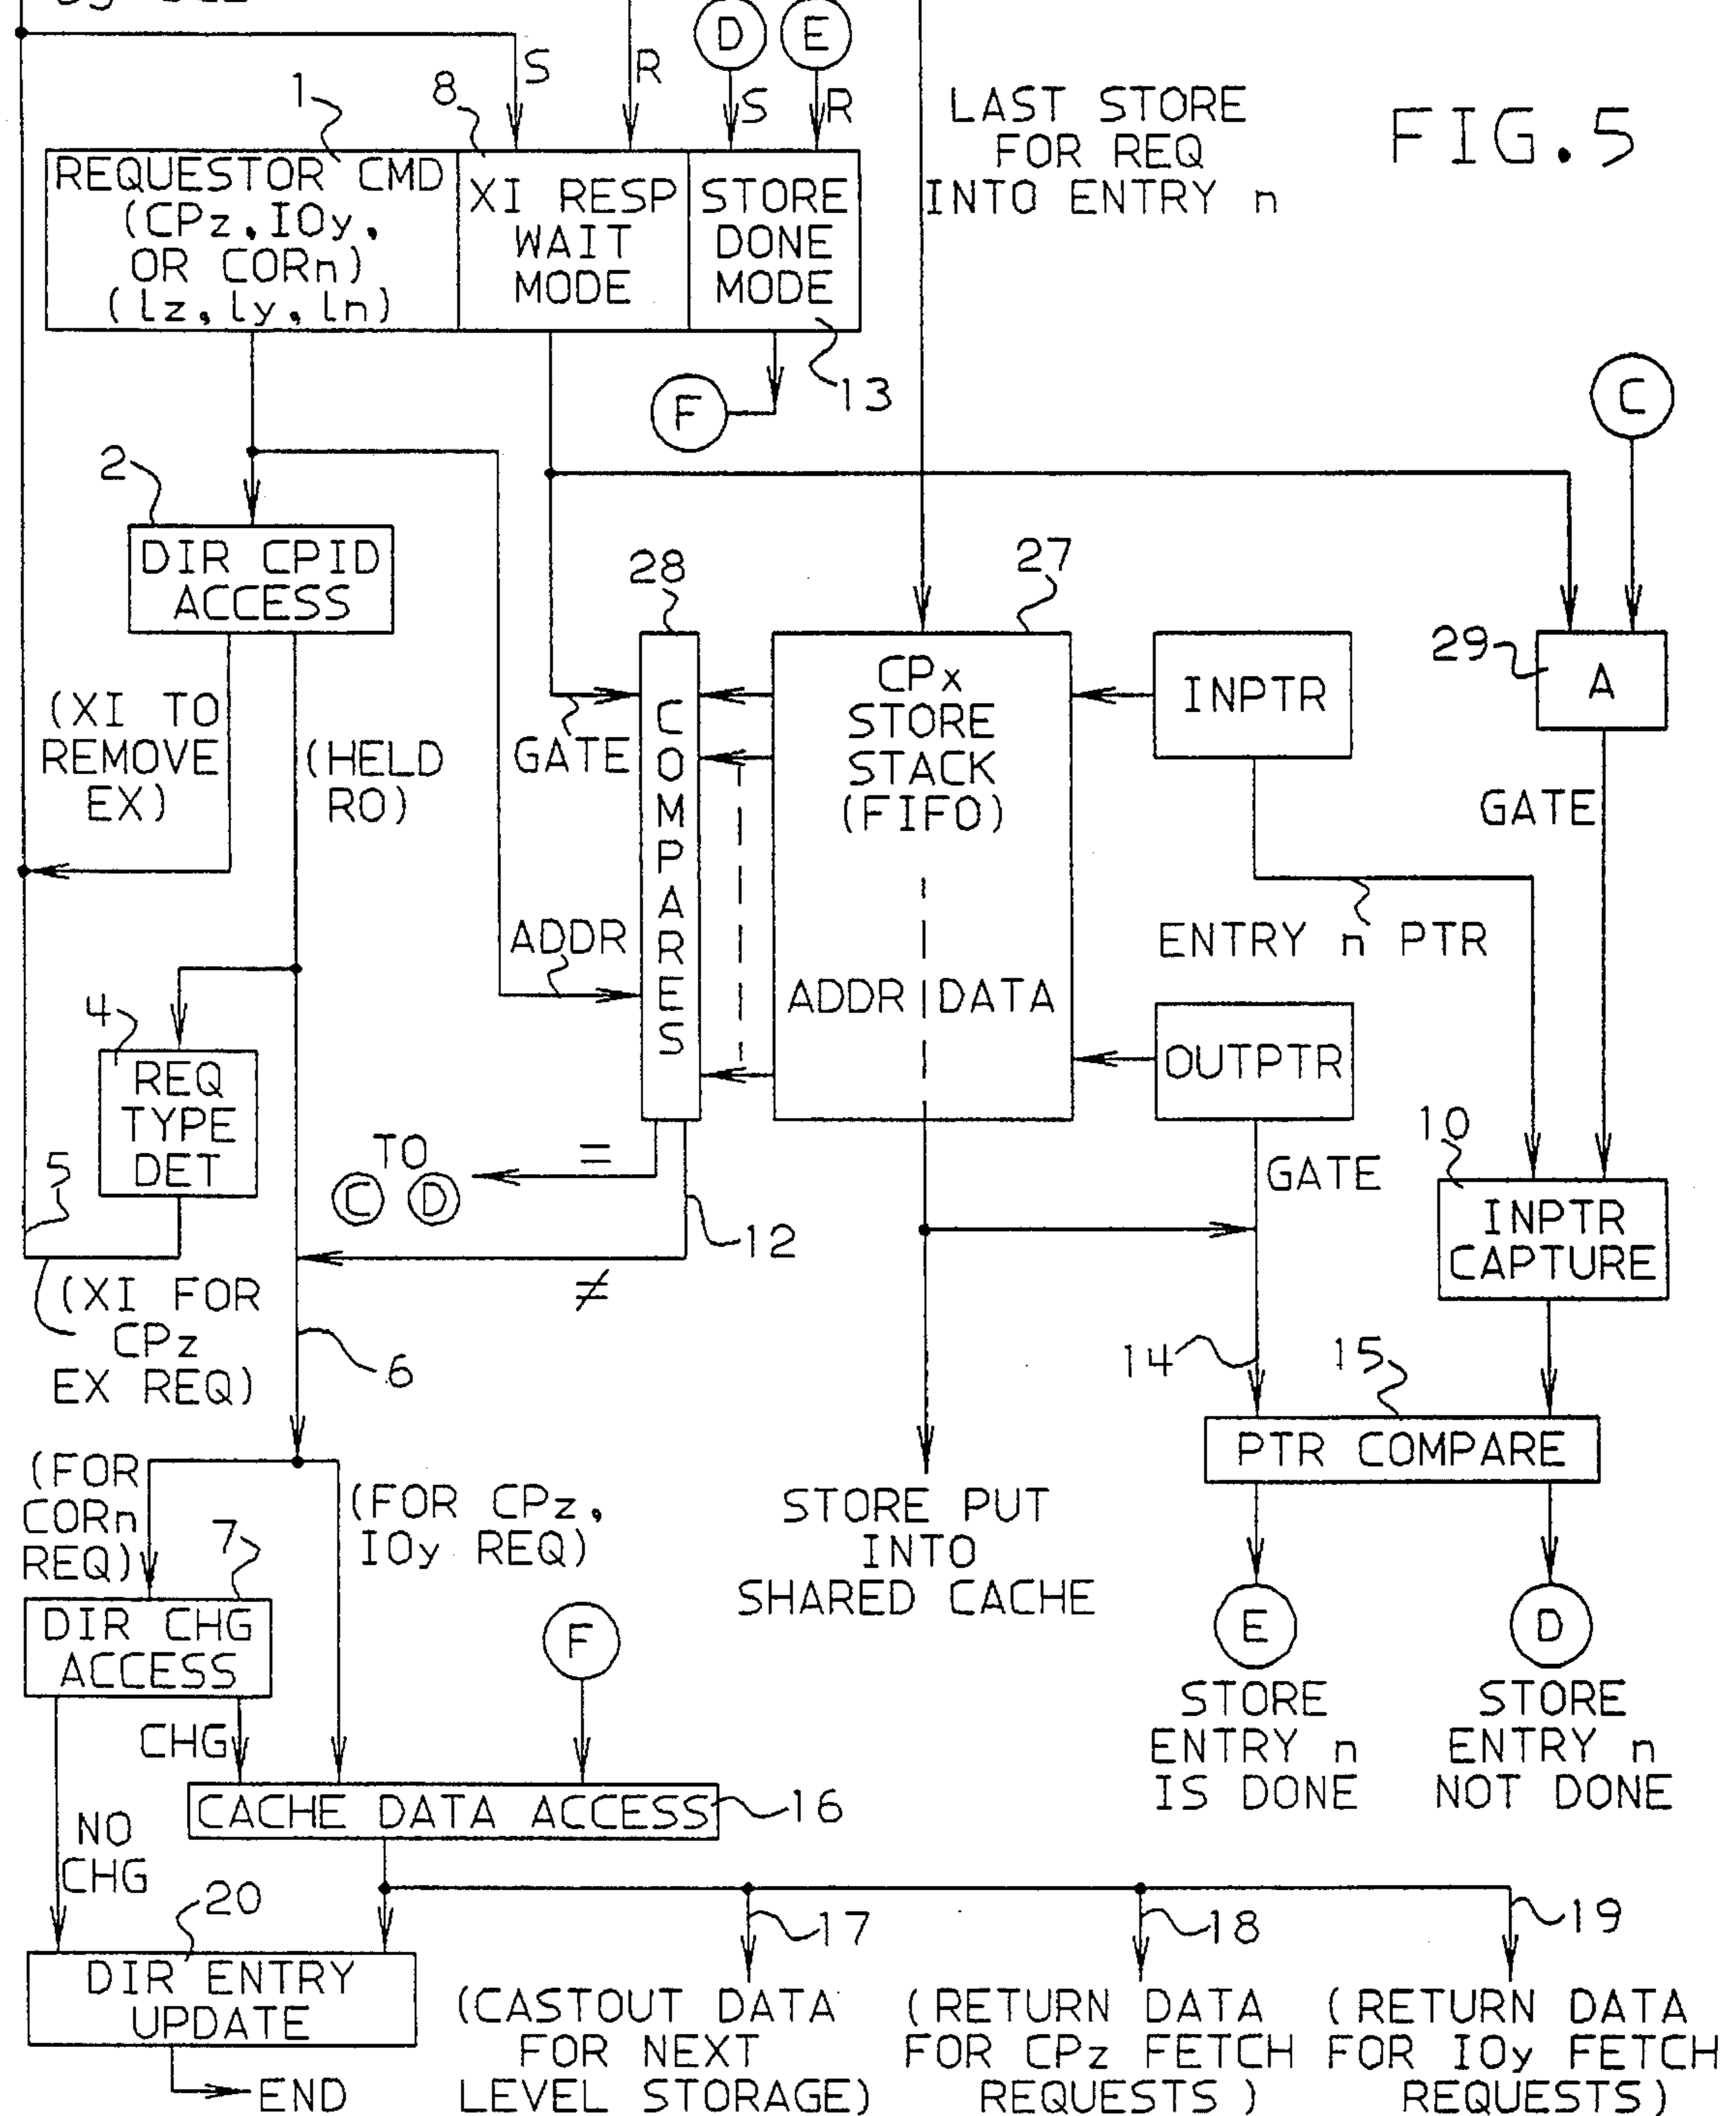 D
E
S
R
S
R
1
8
LAST STORE
FOR REQ
INTO ENTRY n
FIG.5
REQUESTOR CMD
(CPz, IOy,
OR CORn)
(lz, ly, ln)
XI RESP
WAIT
MODE
STORE
DONE
MODE
13
F
C
2
DIR CPID
ACCESS
28
27
29
A
(XI TO
REMOVE
EX)
(HELD
RO)
GATE
COMPARES
CPx
STORE
STACK
(FIFO)
INPTR
GATE
ENTRY n PTR
ADDR
ADDR
DATA
OUTPTR
4
REQ
TYPE
DET
5
TO
C D
=
12
≠
GATE
10
INPTR
CAPTURE
(XI FOR
CPz
EX REQ)
6
14
15
PTR COMPARE
(FOR
CORn
REQ)
7
(FOR CPz,
IOy REQ)
STORE PUT
INTO
SHARED CACHE
DIR CHG
ACCESS
F
E
D
STORE
ENTRY n
IS DONE
STORE
ENTRY n
NOT DONE
CHG
CACHE DATA ACCESS
16
NO
CHG
20
17
18
19
DIR ENTRY
UPDATE
(CASTOUT DATA
FOR NEXT
LEVEL STORAGE)
(RETURN DATA
FOR CPz FETCH
REQUESTS)
(RETURN DATA
FOR IOy FETCH
REQUESTS)
END